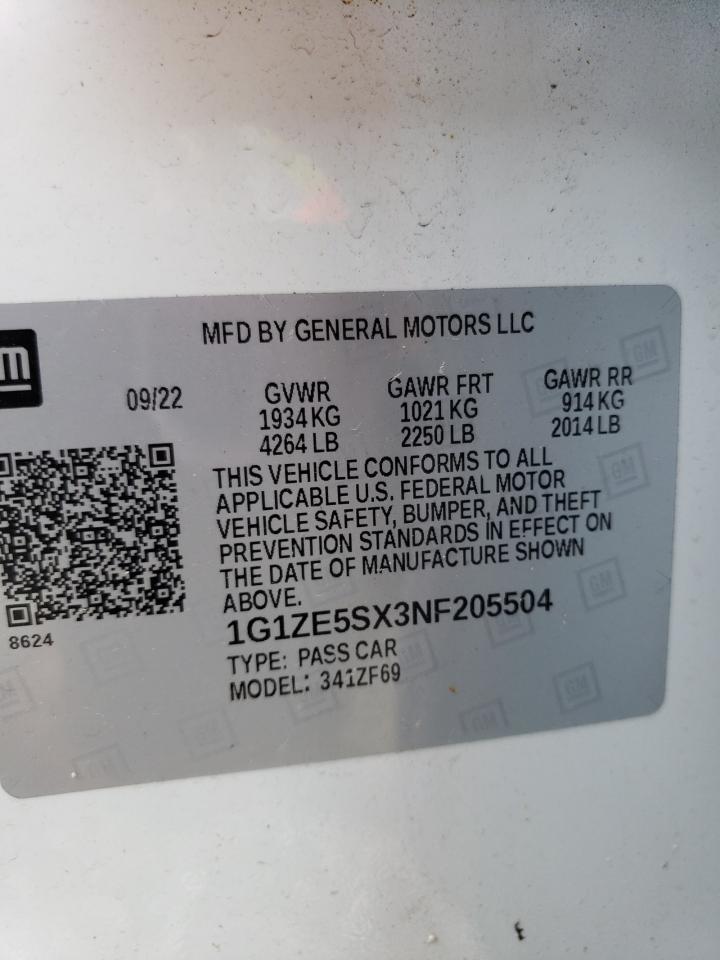 MFD BY GENERAL MOTORS LLC
09/22
GVWR
1934 KG
4264 LB
GAWR FRT
1021 KG
2250 LB
GAWR RR
914 KG
2014 LB
THIS VEHICLE CONFORMS TO ALL
APPLICABLE U.S. FEDERAL MOTOR
VEHICLE SAFETY, BUMPER, AND THEFT
PREVENTION STANDARDS IN EFFECT ON
THE DATE OF MANUFACTURE SHOWN
ABOVE.
8624
1G1ZE5SX3NF205504
TYPE: PASS CAR
MODEL: 341ZF69